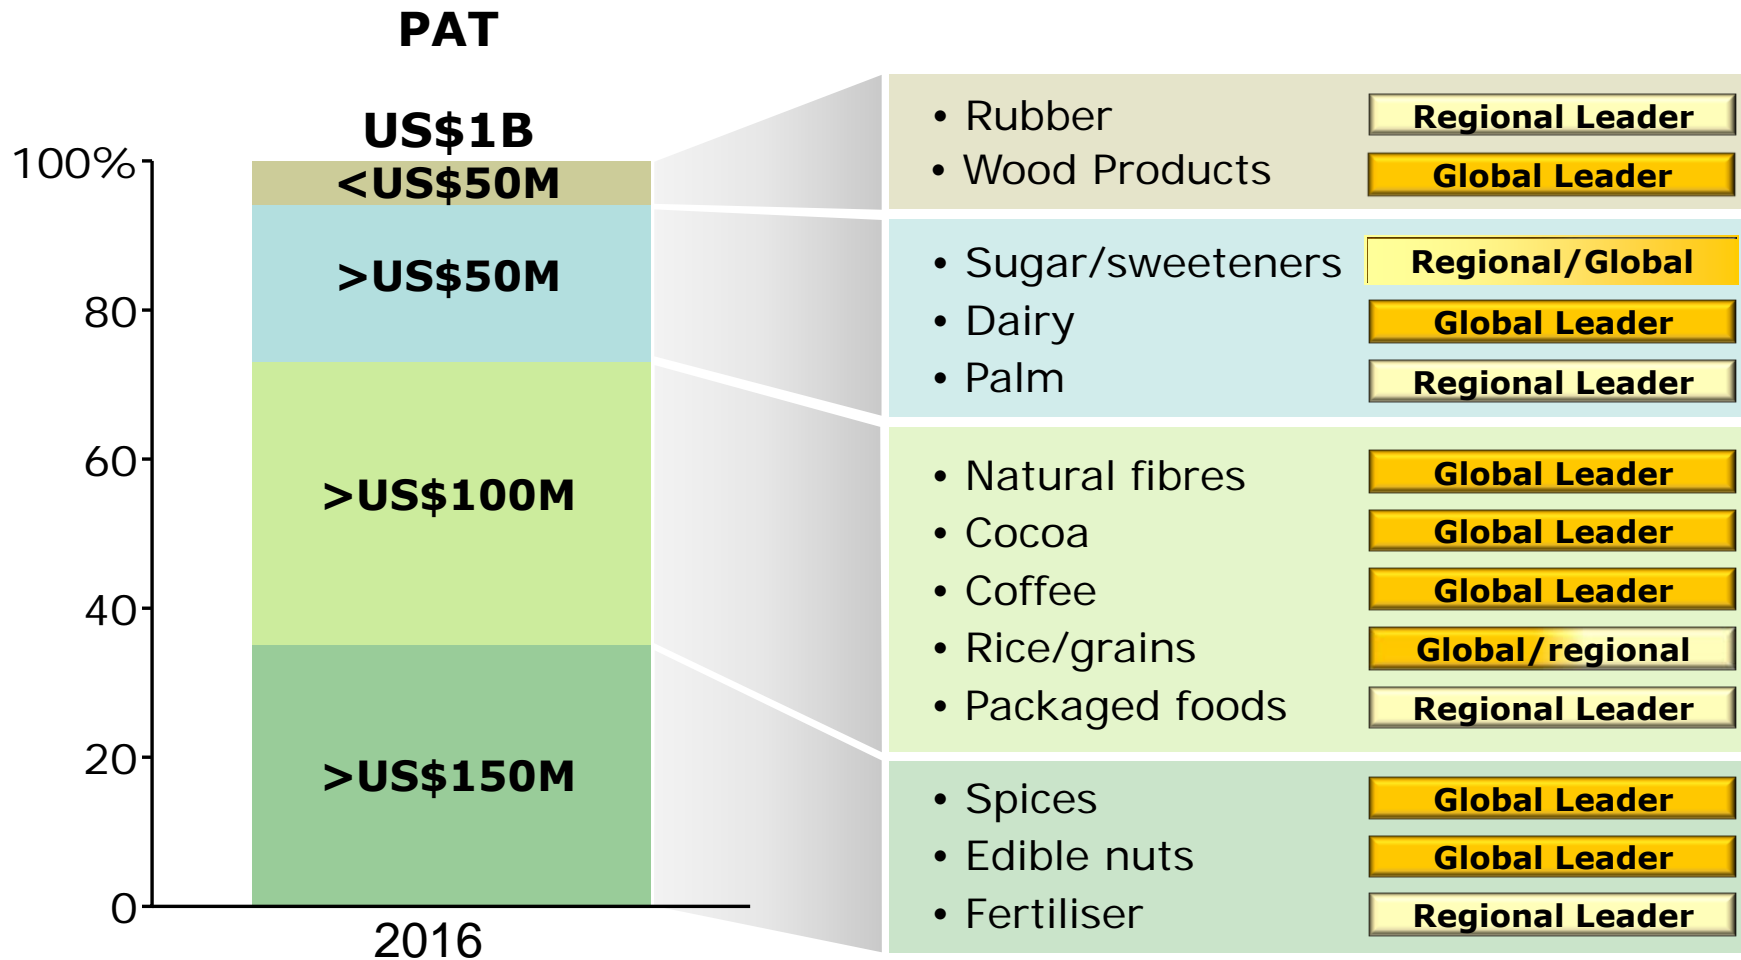 PAT
US$1B
100%
80
60
40
20
0
<US$50M
>US$50M
>US$100M
>US$150M
2016
• Rubber Regional Leader
• Wood Products Global Leader
• Sugar/sweeteners Regional/Global
• Dairy Global Leader
• Palm Regional Leader
• Natural fibres Global Leader
• Cocoa Global Leader
• Coffee Global Leader
• Rice/grains Global/regional
• Packaged foods Regional Leader
• Spices Global Leader
• Edible nuts Global Leader
• Fertiliser Regional Leader